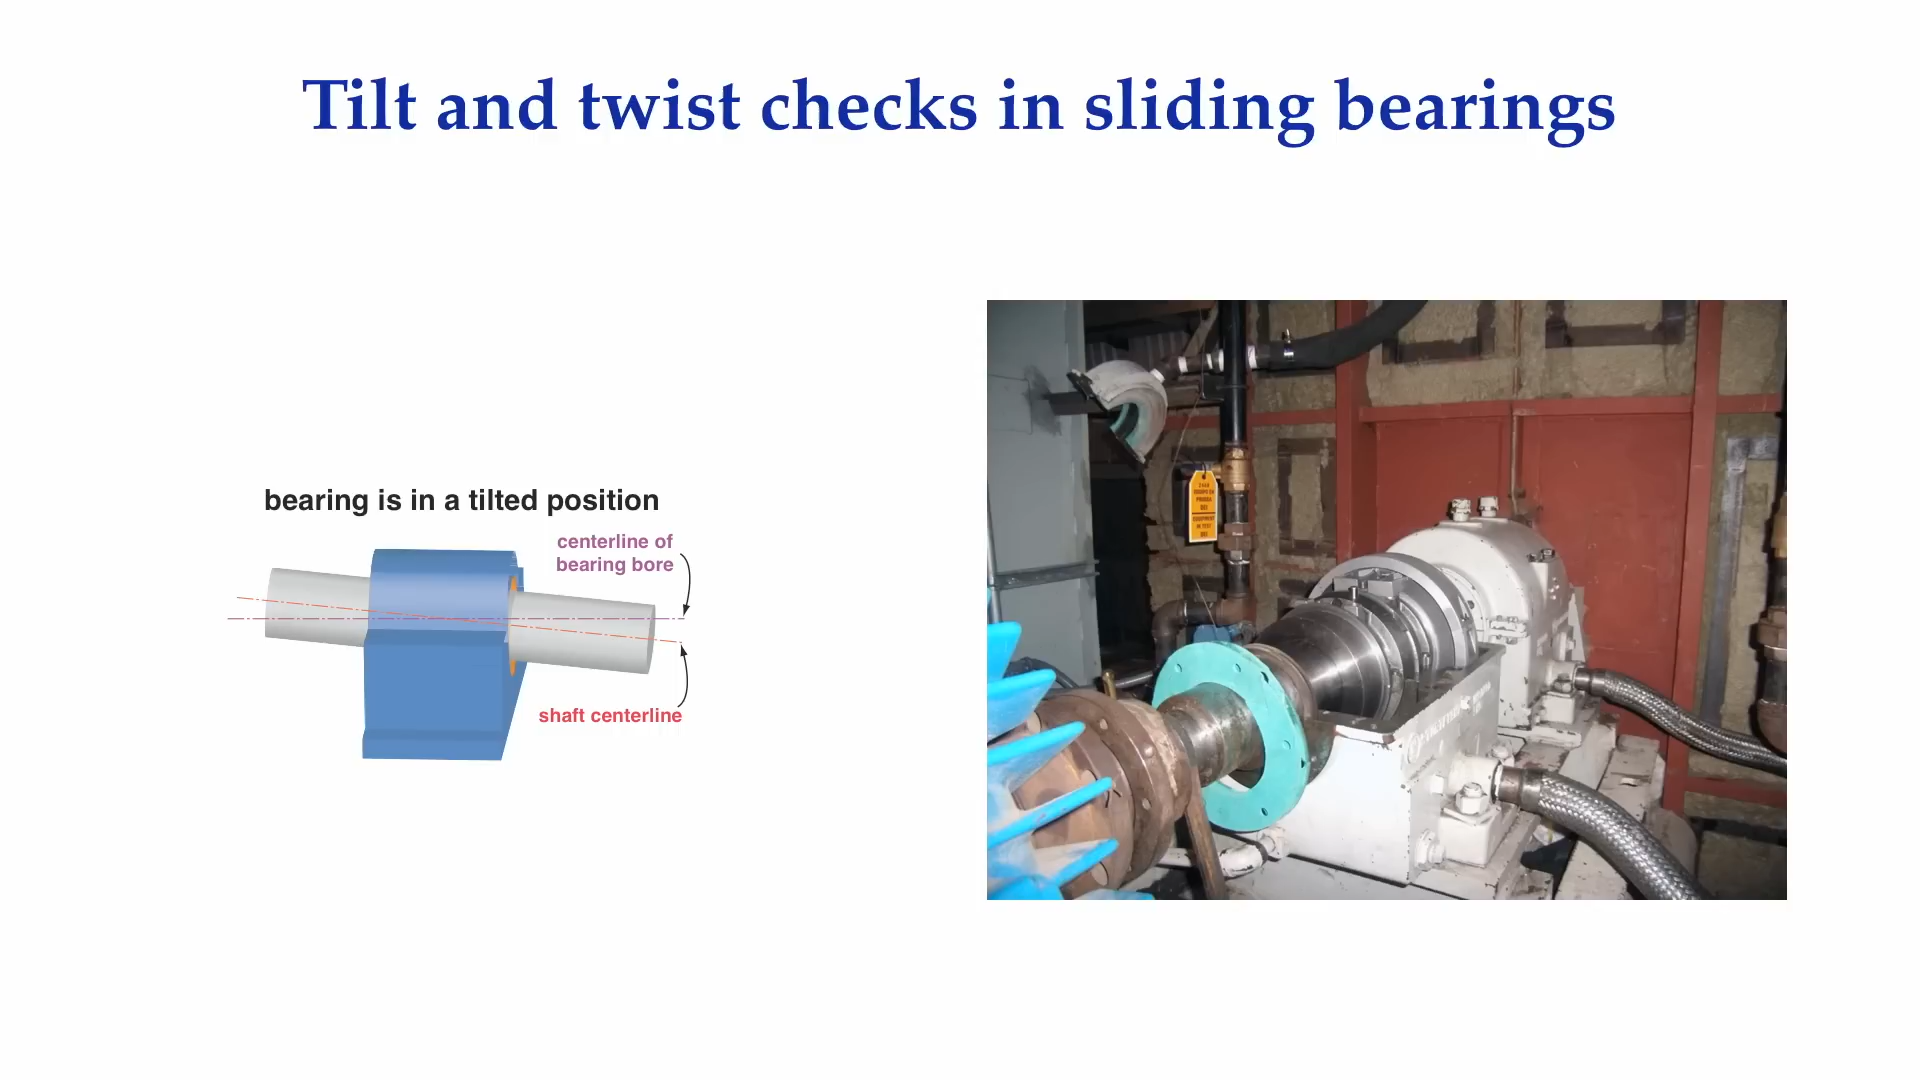 Tilt and twist checks in sliding bearings
bearing is in a tilted position
centerline of
bearing bore
shaft centerline